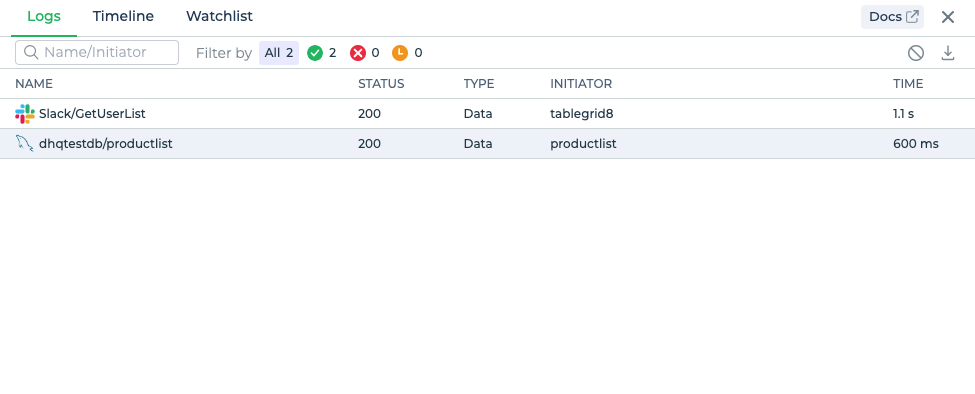 Logs Timeline Watchlist Docs
Name/Initiator Filter by All 2 2 0 0
NAME STATUS TYPE INITIATOR TIME
Slack/GetUserList 200 Data tablegrid8 1.1 s
dhqtestdb/productlist 200 Data productlist 600 ms